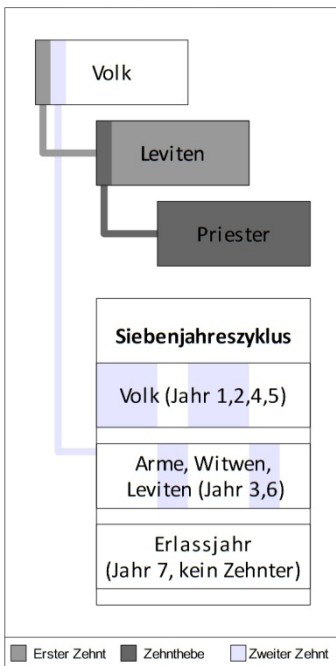 Volk
Leviten
Priester
Siebenjahreszyklus
Volk (Jahr 1,2,4,5)
Arme, Witwen,
Leviten (Jahr 3,6)
Erlassjahr
(Jahr 7, kein Zehnter)
Erster Zehnt Zehnthebe Zweiter Zehnt